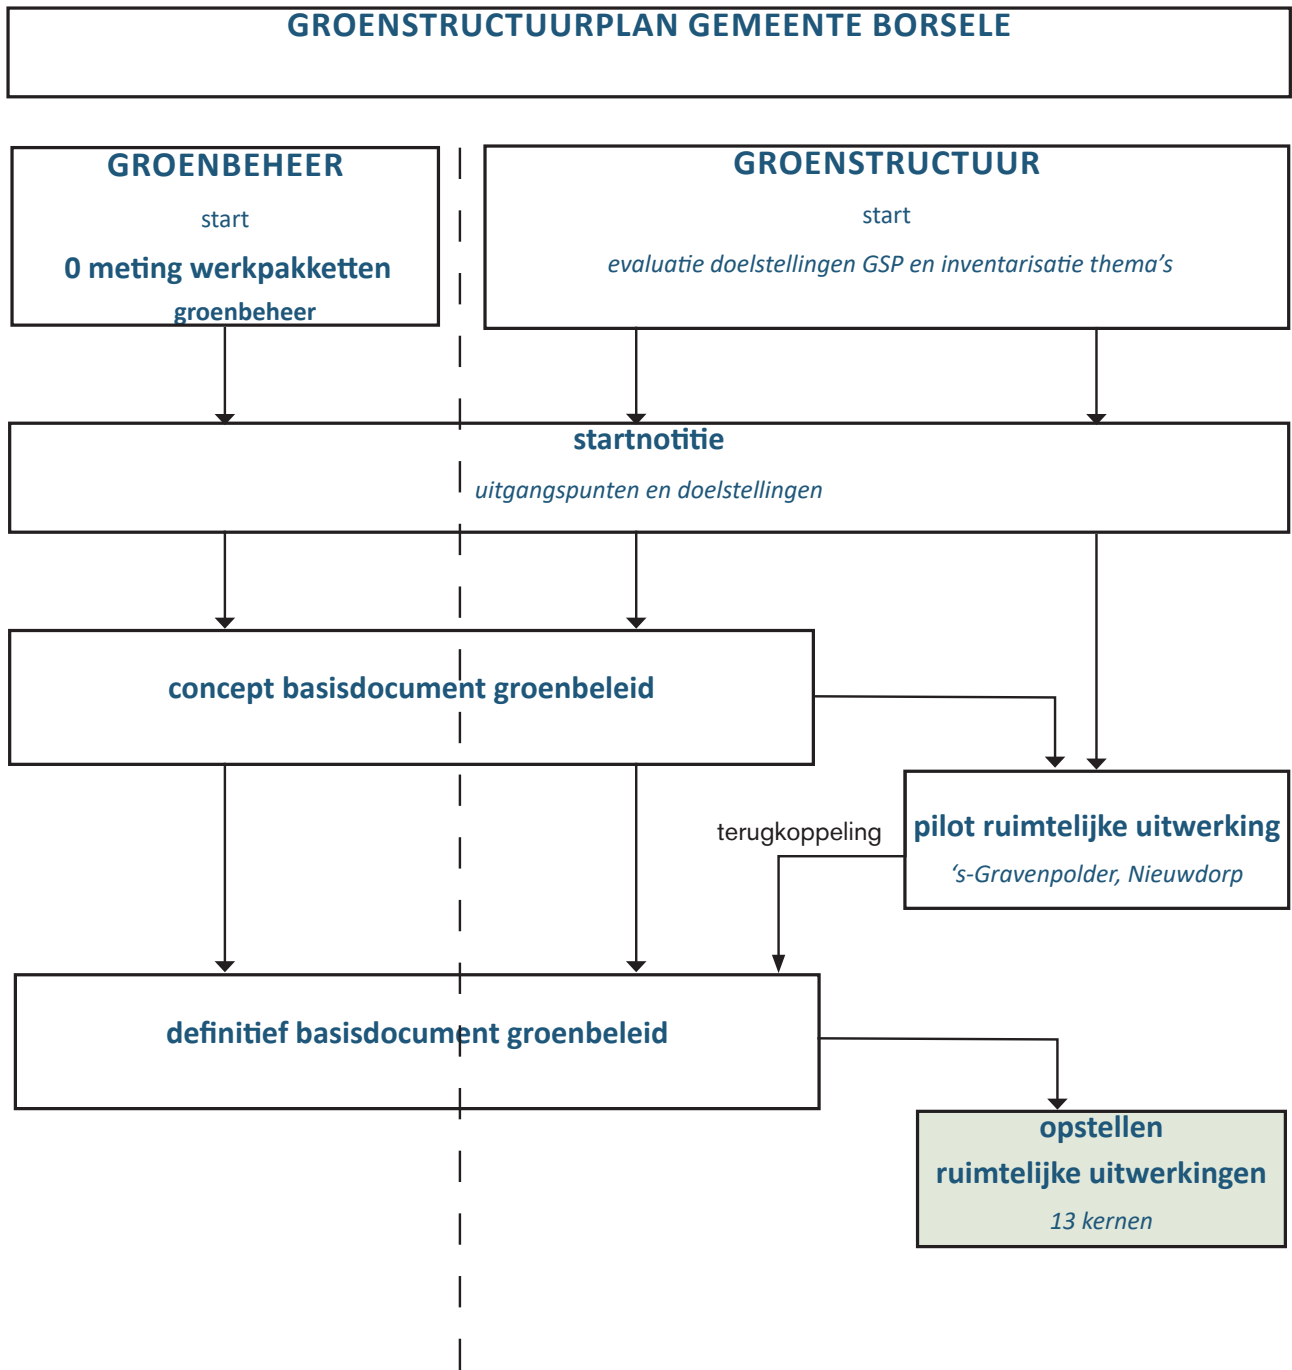 GROENSTRUCTUURPLAN GEMEENTE BORSELE
GROENBEHEER
start
0 meting werkpakketten
groenbeheer
GROENSTRUCTUUR
start
evaluatie doelstellingen GSP en inventarisatie thema's
startnotitie
uitgangspunten en doelstellingen
concept basisdocument groenbeleid
terugkoppeling
pilot ruimtelijke uitwerking
‘s-Gravenpolder, Nieuwdorp
definitief basisdocument groenbeleid
opstellen
ruimtelijke uitwerkingen
13 kernen